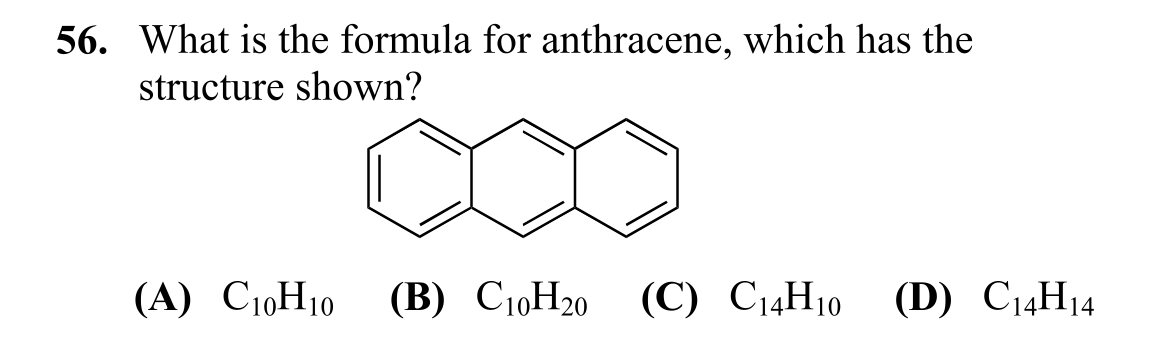 56. What is the formula for anthracene, which has the
structure shown?
(A) C₁₀H₁₀ (B) C₁₀H₂₀ (C) C₁₄H₁₀ (D) C₁₄H₁₄